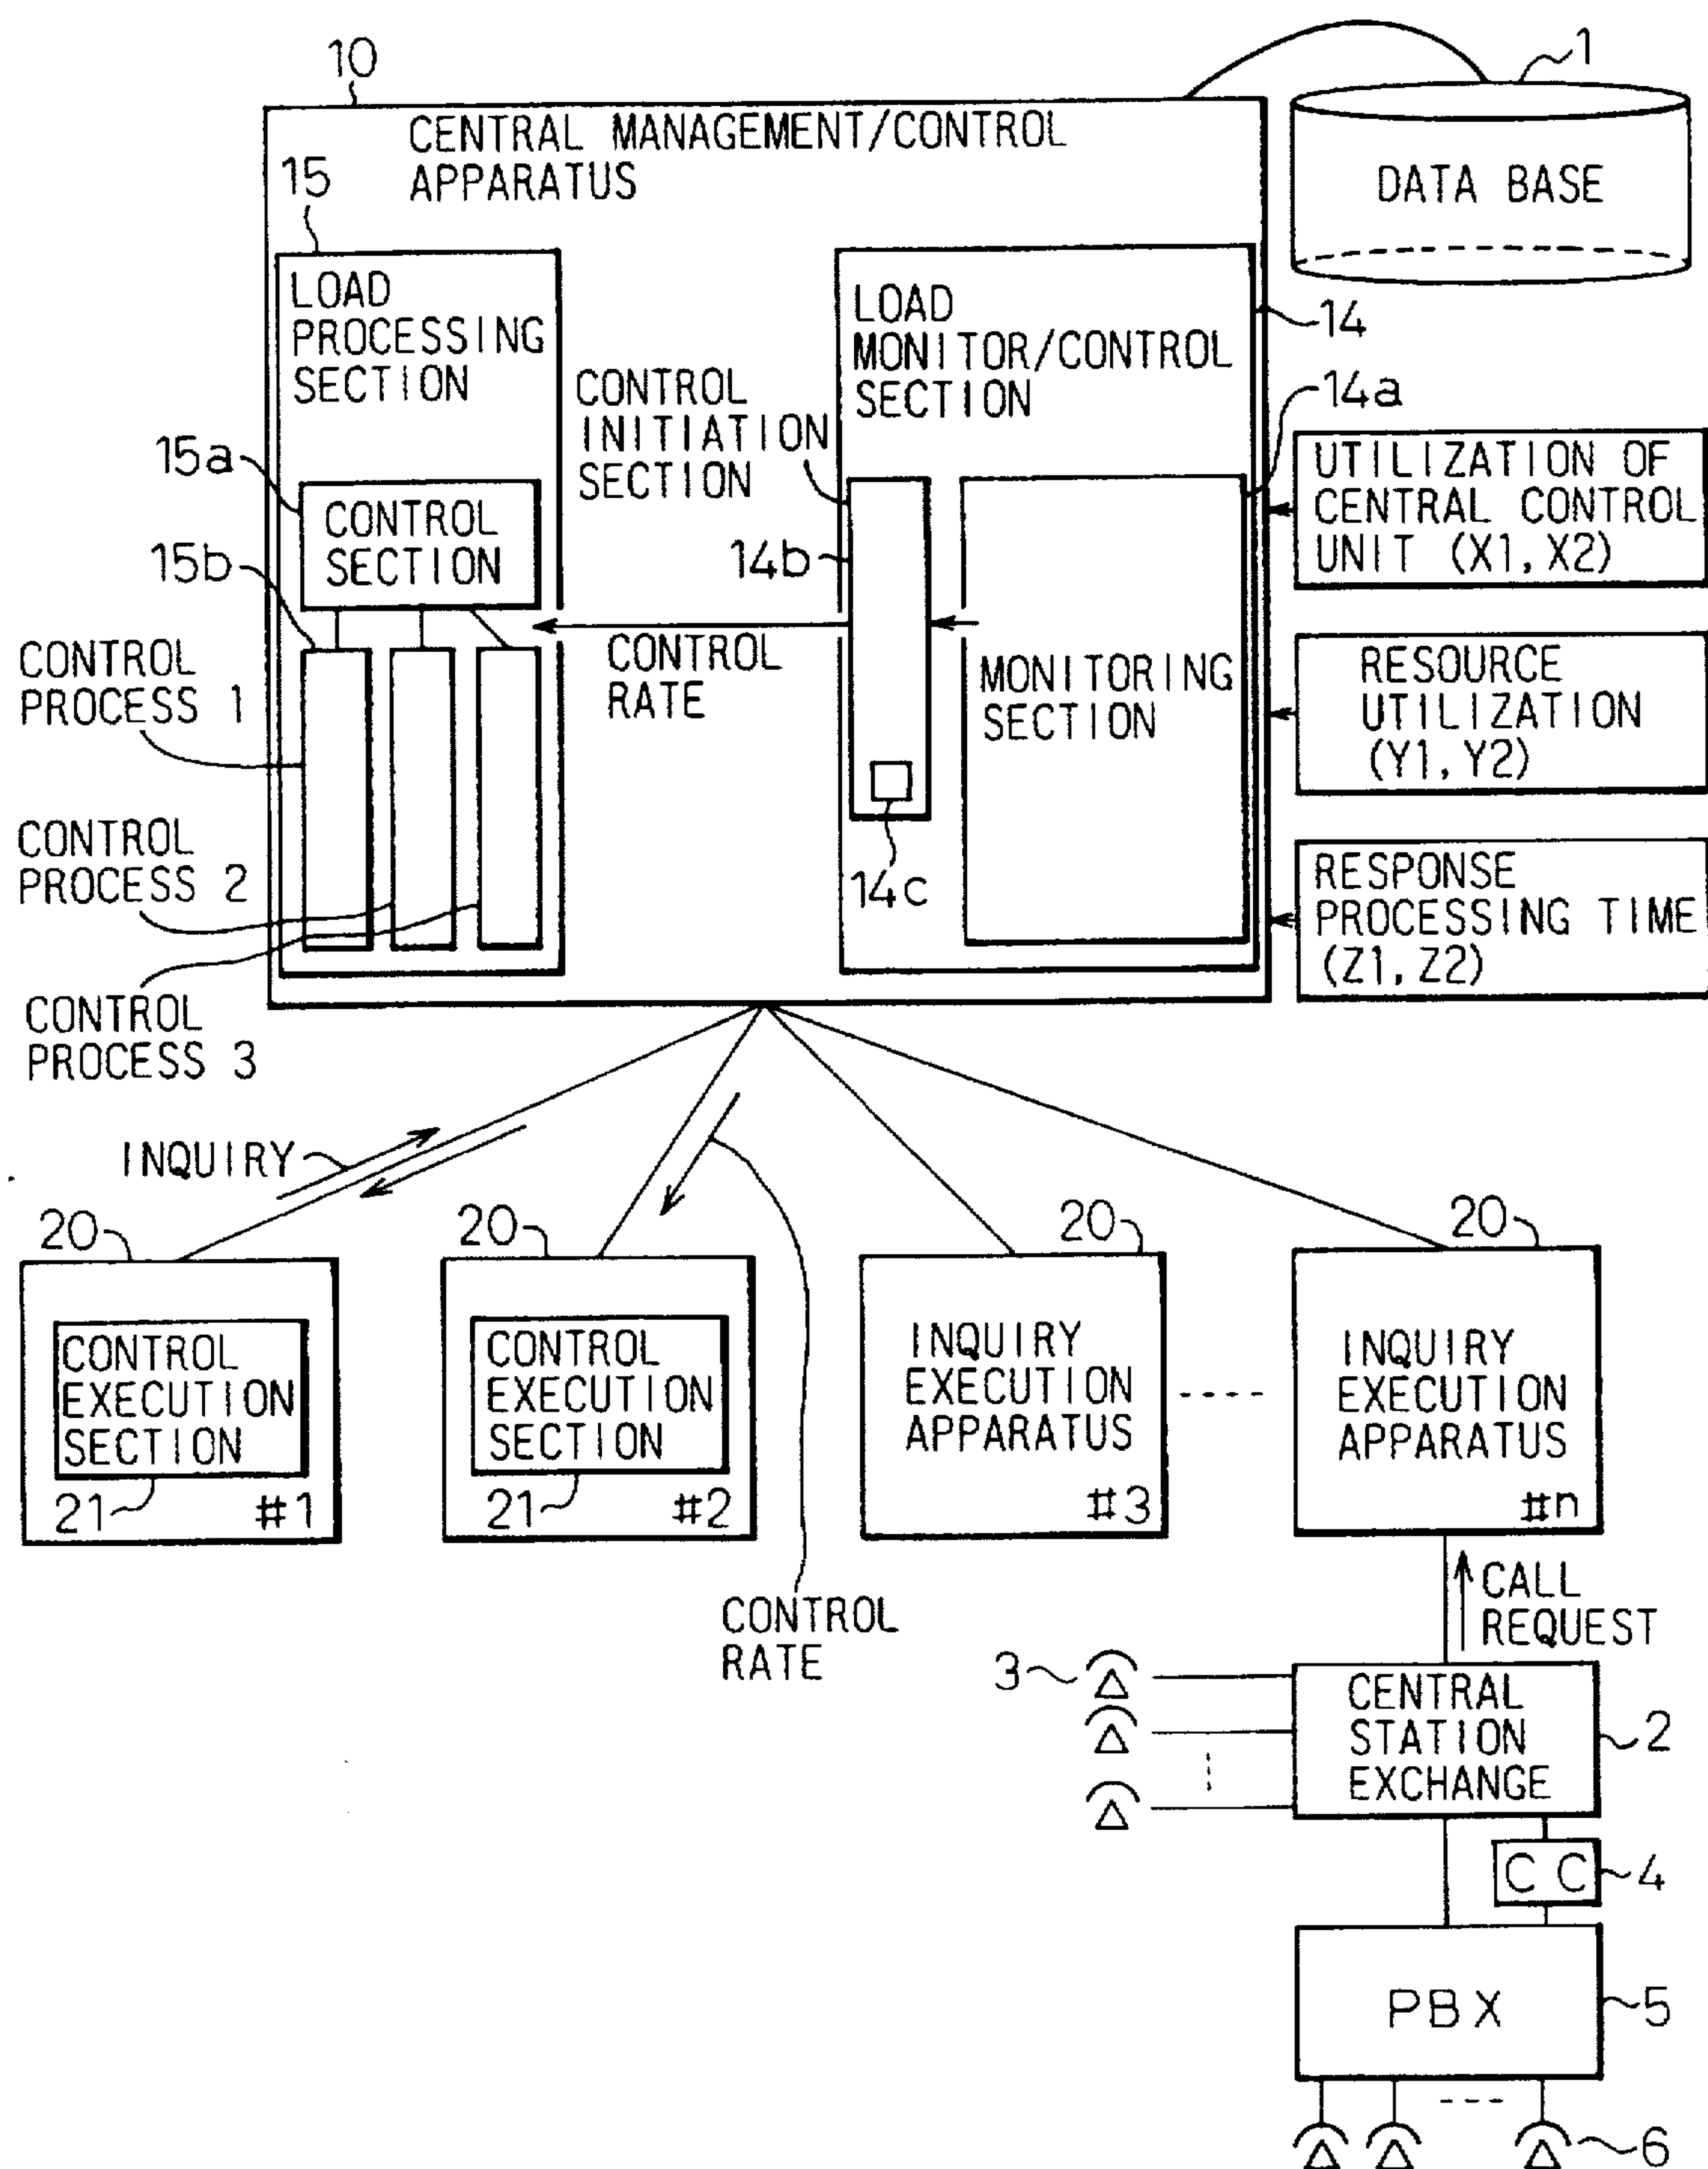 10
1
CENTRAL MANAGEMENT/CONTROL
APPARATUS
DATA BASE
15
LOAD
PROCESSING
SECTION
LOAD
MONITOR/CONTROL
SECTION
14
14a
CONTROL
INITIATION
SECTION
15a
CONTROL
SECTION
15b
14b
UTILIZATION OF
CENTRAL CONTROL
UNIT (X1, X2)
CONTROL
PROCESS 1
CONTROL
RATE
MONITORING
SECTION
RESOURCE
UTILIZATION
(Y1, Y2)
CONTROL
PROCESS 2
14c
RESPONSE
PROCESSING TIME
(Z1, Z2)
CONTROL
PROCESS 3
INQUIRY
20
20
20
20
CONTROL
EXECUTION
SECTION
21
#1
CONTROL
EXECUTION
SECTION
21
#2
INQUIRY
EXECUTION
APPARATUS
#3
INQUIRY
EXECUTION
APPARATUS
#n
CONTROL
RATE
CALL
REQUEST
3
CENTRAL
STATION
EXCHANGE
2
CC
4
PBX
5
6